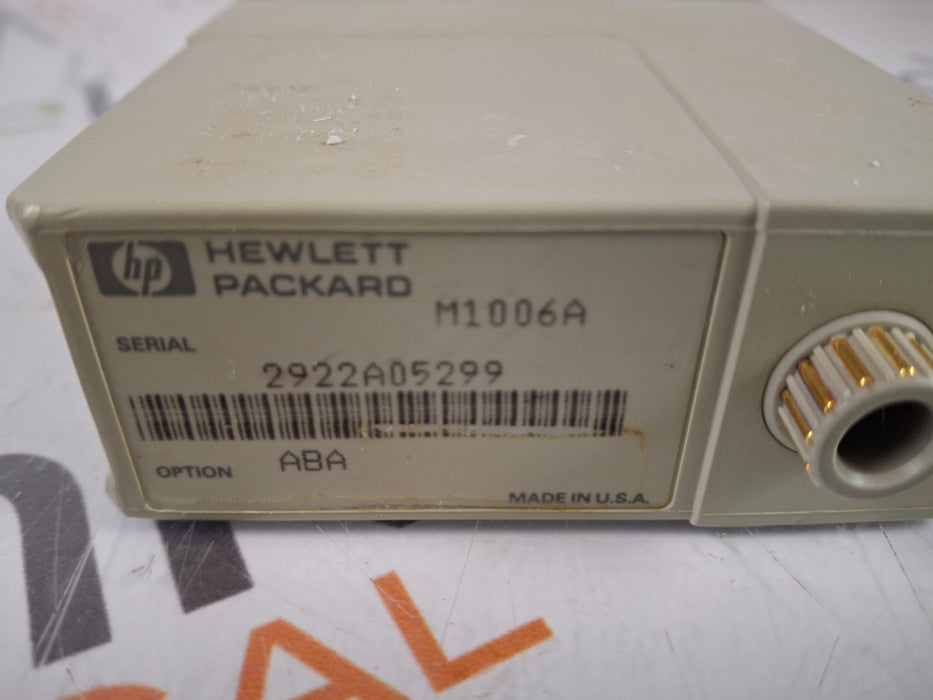 hp HEWLETT
PACKARD
M1006A
SERIAL
2922A05299
OPTION ABA
MADE IN U.S.A.